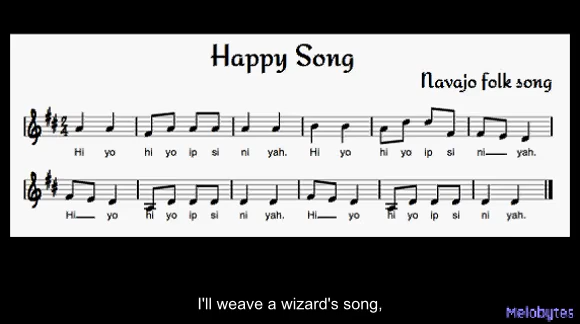 Happy Song
Navajo folk song
2
4
Hi yo hi yo ip si ni yah. Hi yo hi yo ip si ni yah.
Hi yo hi yo ip si ni yah. Hi yo hi yo ip si ni yah.
I'll weave a wizard's song,
Melobytes